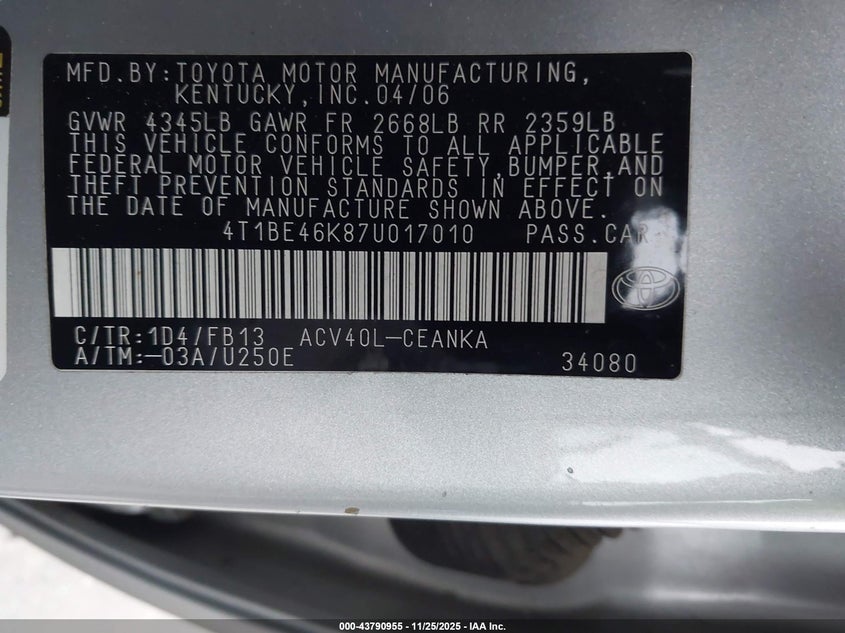 MFD. BY: TOYOTA MOTOR MANUFACTURING,
KENTUCKY, INC. 04/06
GVWR 4345LB GAWR FR 2668LB RR 2359LB
THIS VEHICLE CONFORMS TO ALL APPLICABLE
FEDERAL MOTOR VEHICLE SAFETY, BUMPER, AND
THEFT PREVENTION STANDARDS IN EFFECT ON
THE DATE OF MANUFACTURE SHOWN ABOVE.
4T1BE46K87U017010 PASS. CAR
C/TR: 1D4/FB13 ACV40L-CEANKA
A/TM: -03A/U250E 34080
000-43790955 - 11/25/2025 - IAA Inc.